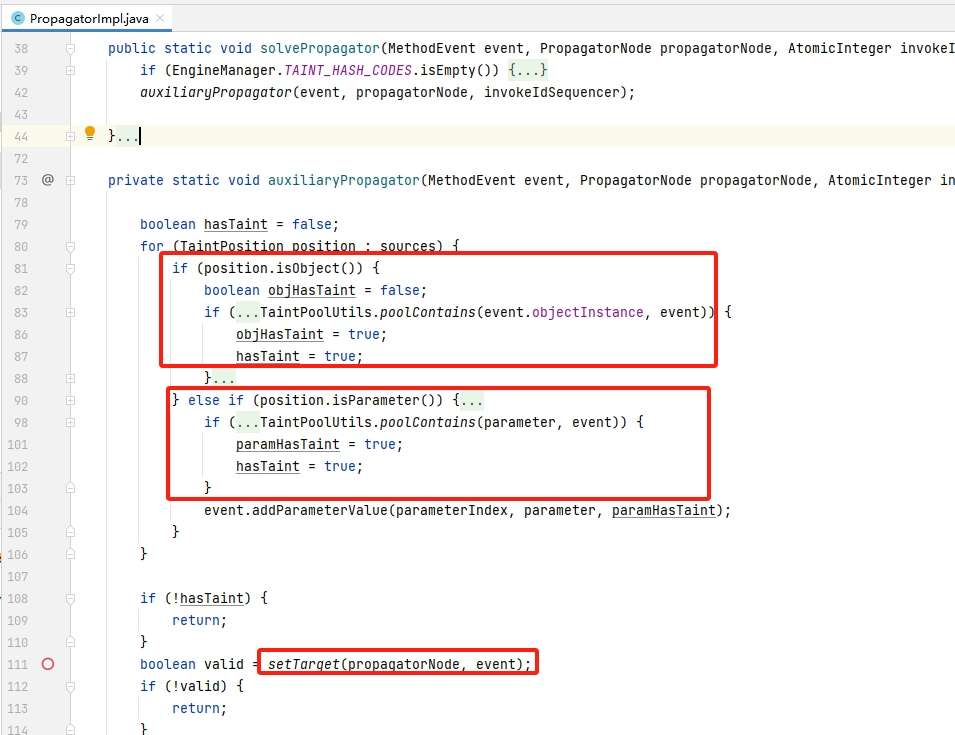 PropagatorImpl.java
38 public static void solvePropagator(MethodEvent event, PropagatorNode propagatorNode, AtomicInteger invokeI
39 if (EngineManager.TAINT_HASH_CODES.isEmpty()) {...}
42 auxiliaryPropagator(event, propagatorNode, invokeIdSequencer);
43
44 }...
72
73 @ private static void auxiliaryPropagator(MethodEvent event, PropagatorNode propagatorNode, AtomicInteger in
78
79 boolean hasTaint = false;
80 for (TaintPosition position : sources) {
81 if (position.isObject()) {
82 boolean objHasTaint = false;
83 if (...TaintPoolUtils.poolContains(event.objectInstance, event)) {
86 objHasTaint = true;
87 hasTaint = true;
88 }...
90 } else if (position.isParameter()) {...
98 if (...TaintPoolUtils.poolContains(parameter, event)) {
101 paramHasTaint = true;
102 hasTaint = true;
103 }
104 event.addParameterValue(parameterIndex, parameter, paramHasTaint);
105 }
106 }
107
108 if (!hasTaint) {
109 return;
110 }
111 boolean valid = setTarget(propagatorNode, event);
112 if (!valid) {
113 return;
114 }